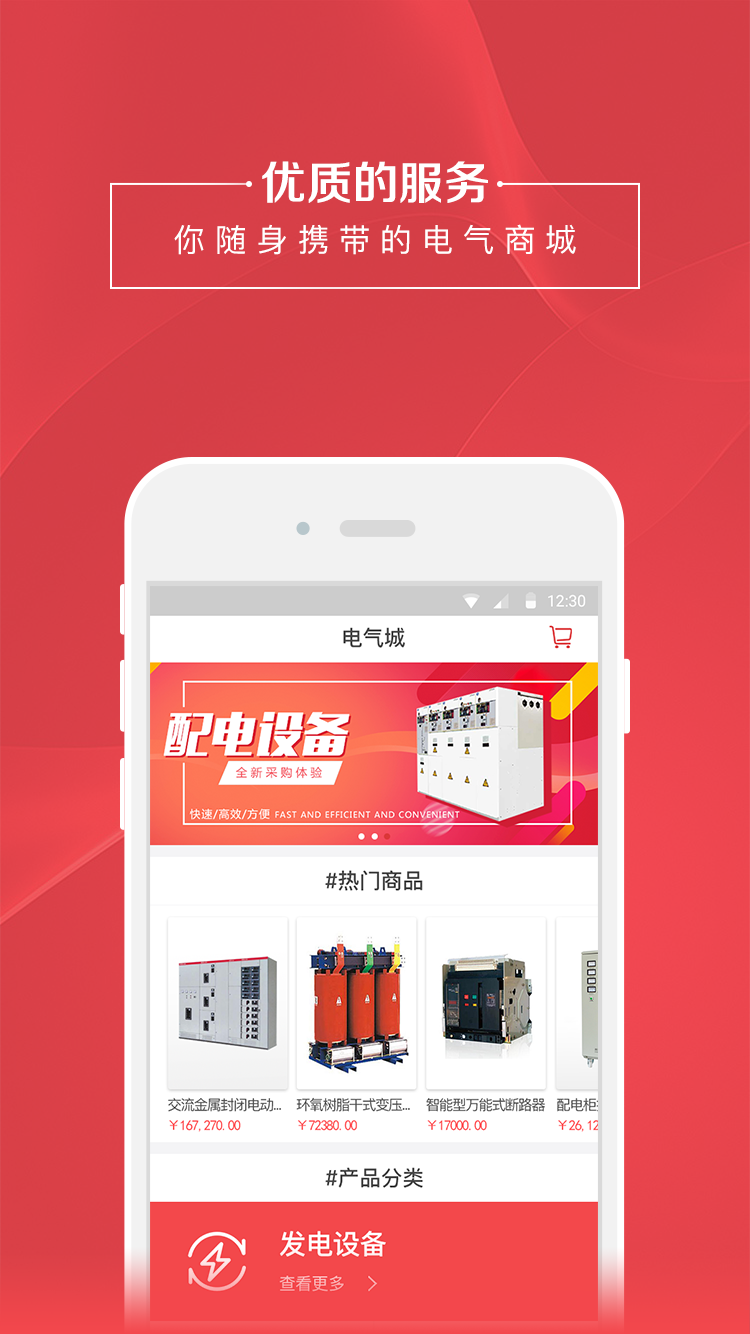 优质的服务
你随身携带的电气商城
12:30
电气城
配电设备
全新采购体验
快速/高效/方便 FAST AND EFFICIENT AND CONVENIENT
#热门商品
交流金属封闭电动... 环氧树脂干式变压... 智能型万能式断路器 配电柜
￥167,270.00 ￥72380.00 ￥17000.00 ￥26,12
#产品分类
发电设备
查看更多